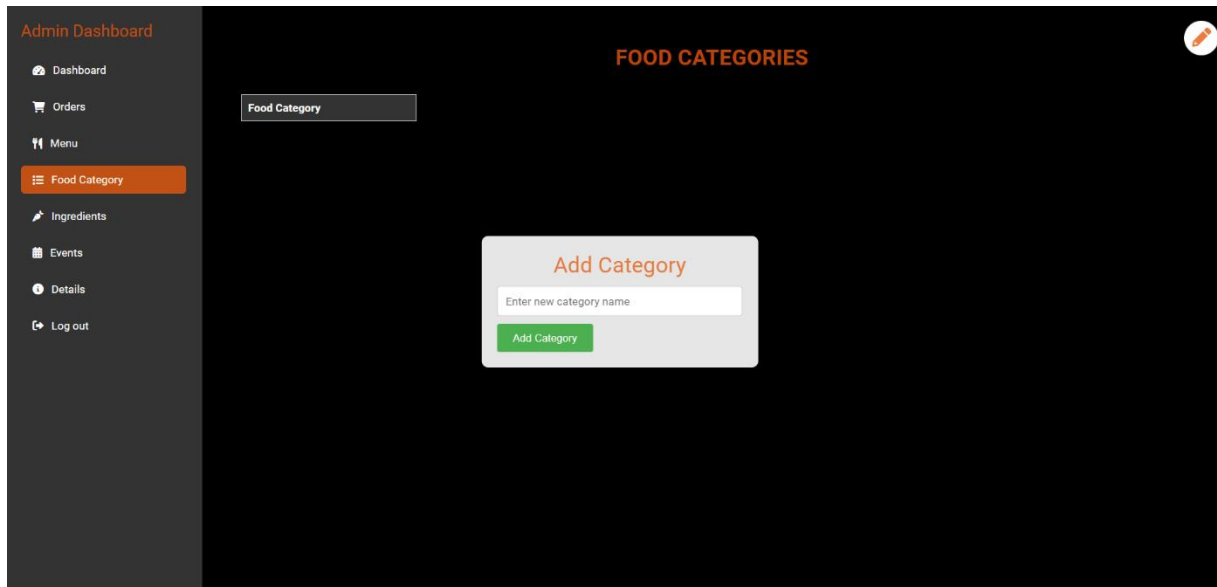 Admin Dashboard
Dashboard
Orders
Menu
Food Category
Ingredients
Events
Details
Log out
FOOD CATEGORIES
Food Category
Add Category
Enter new category name
Add Category